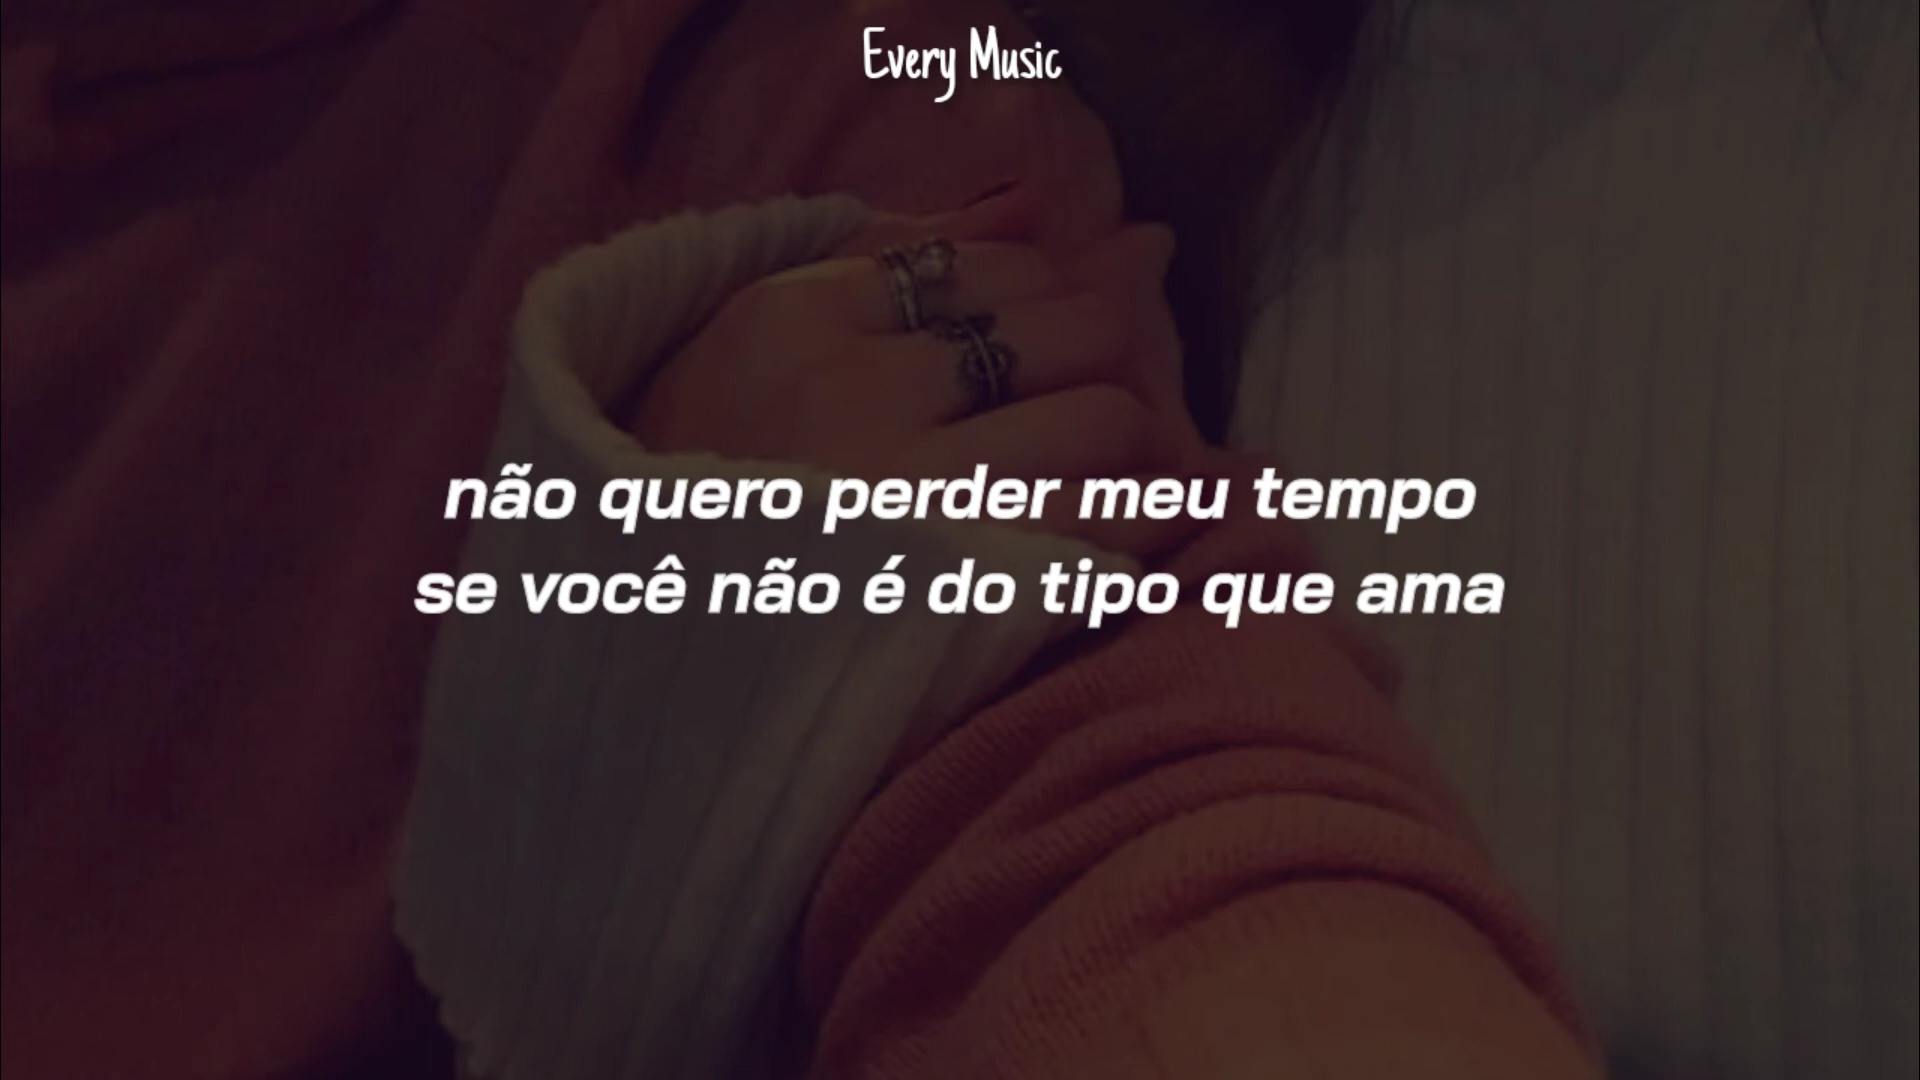 Every Music
não quero perder meu tempo
se você não é do tipo que ama